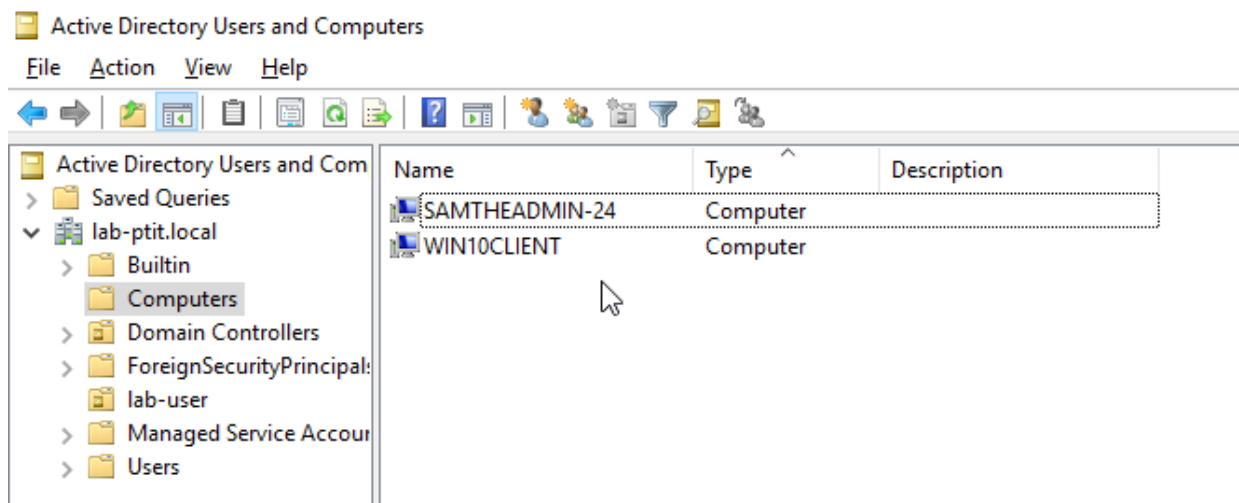 Active Directory Users and Computers
File Action View Help
Active Directory Users and Com
Saved Queries
lab-ptit.local
Builtin
Computers
Domain Controllers
ForeignSecurityPrincipals
lab-user
Managed Service Accour
Users
Name Type Description
SAMTHEADMIN-24 Computer
WIN10CLIENT Computer